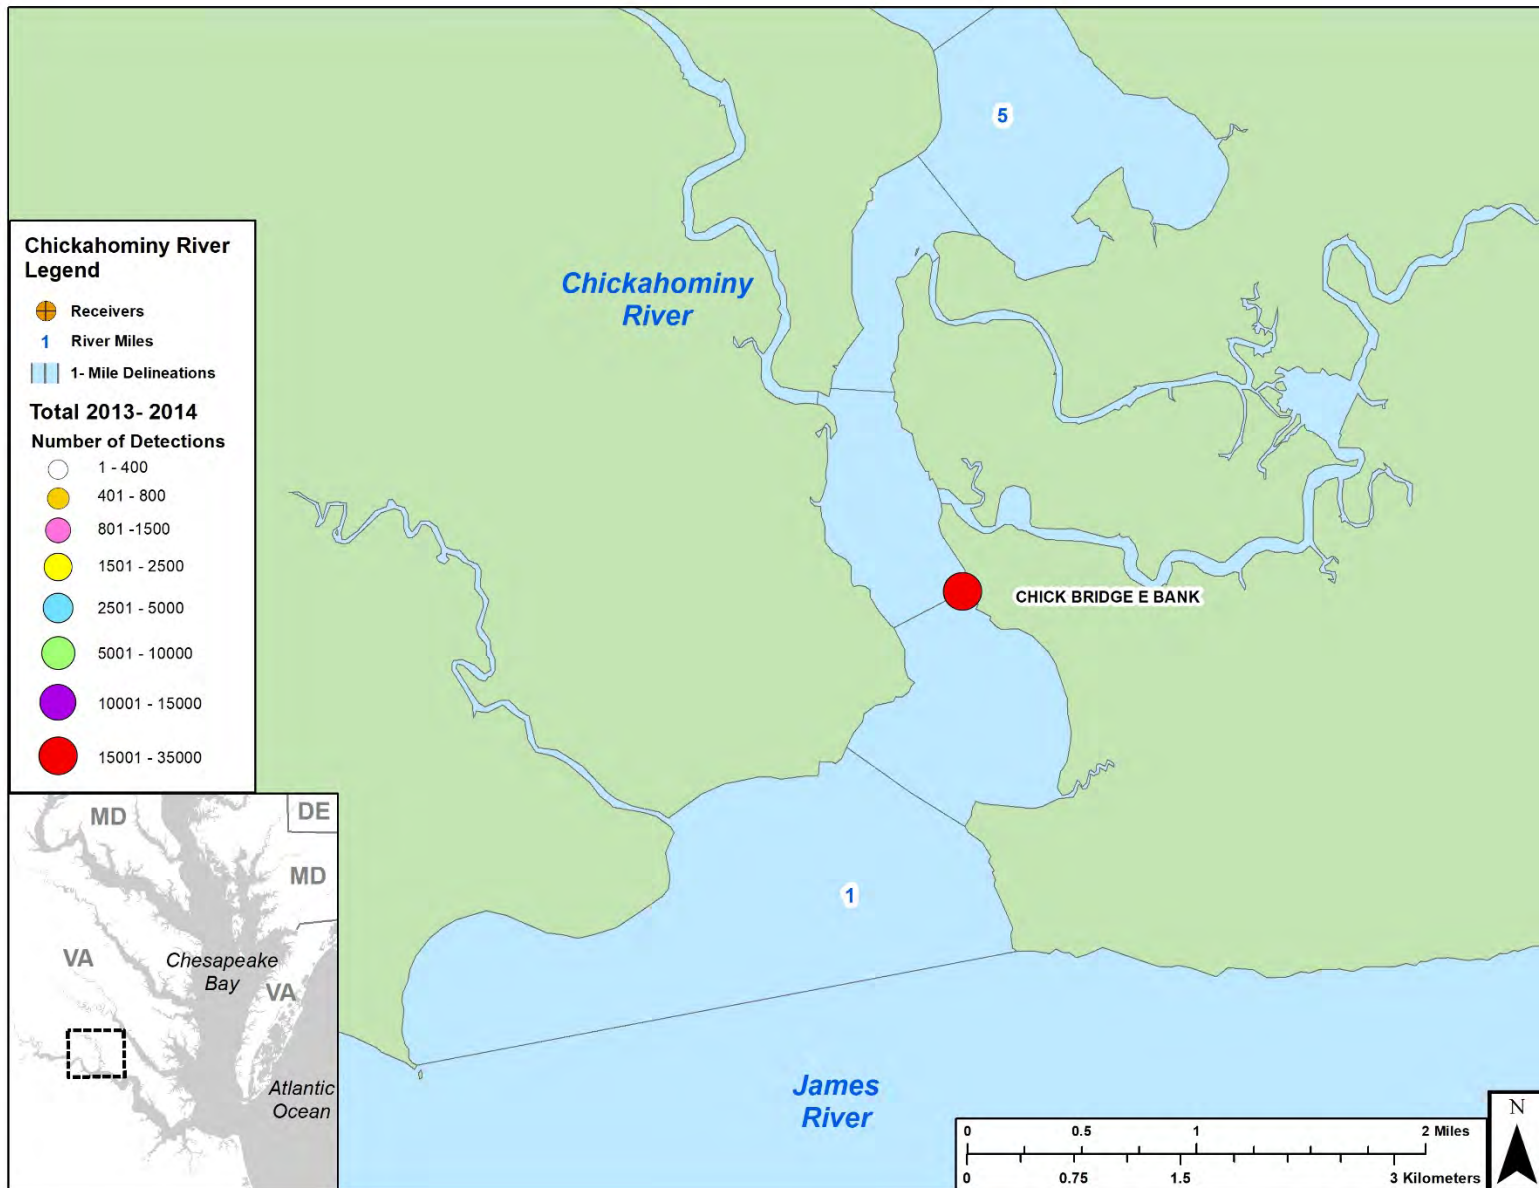 5
Chickahominy
River
Chickahominy River
Legend
Receivers
1 River Miles
1- Mile Delineations
Total 2013- 2014
Number of Detections
1 - 400
401 - 800
801 -1500
1501 - 2500
2501 - 5000
5001 - 10000
10001 - 15000
15001 - 35000
CHICK BRIDGE E BANK
1
MD
DE
MD
VA
Chesapeake
Bay
VA
Atlantic
Ocean
James
River
0 0.5 1 2 Miles
0 0.75 1.5 3 Kilometers
N